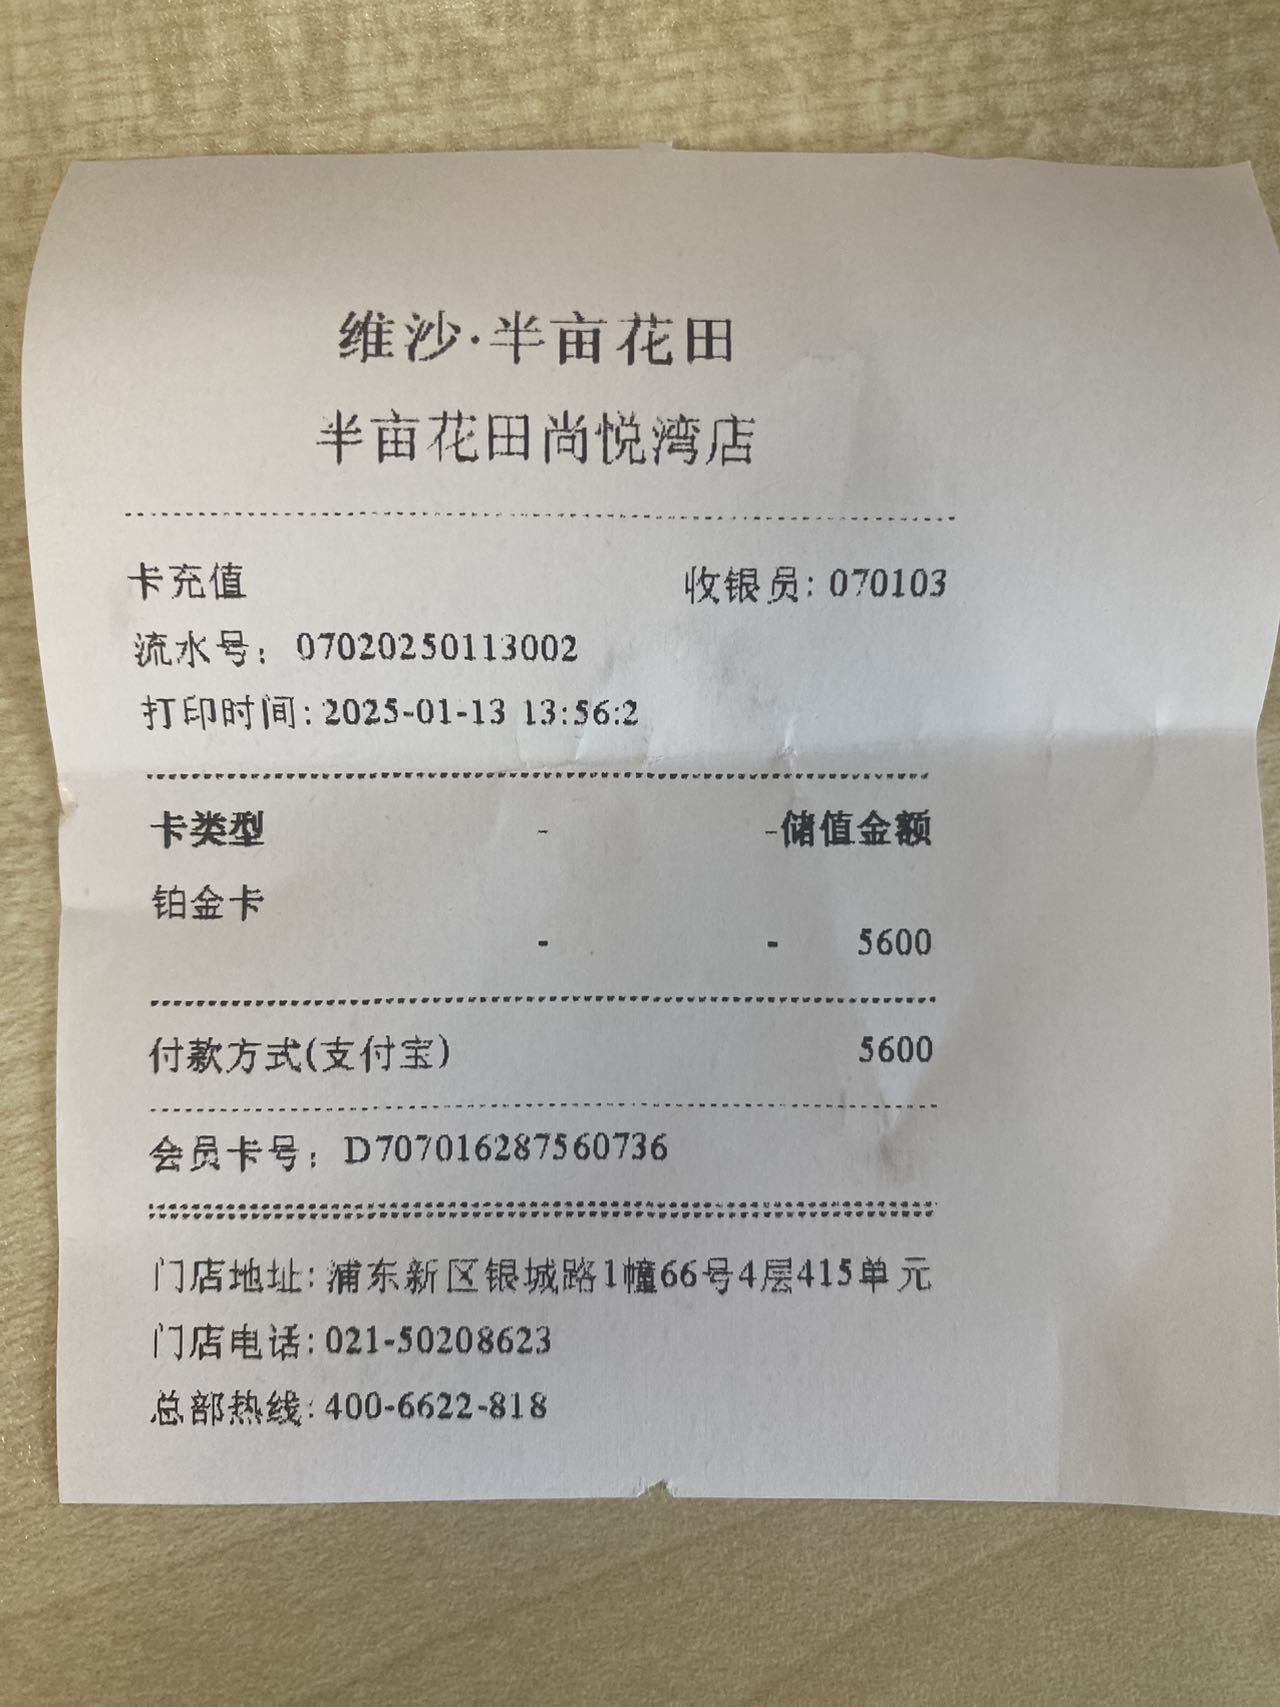 维沙·半亩花田
半亩花田尚悦湾店
卡充值 收银员: 070103
流水号: 07020250113002
打印时间: 2025-01-13 13:56:2
卡类型 - -储值金额
铂金卡
- - 5600
付款方式(支付宝) 5600
会员卡号: D707016287560736
门店地址: 浦东新区银城路1幢66号4层415单元
门店电话: 021-50208623
总部热线: 400-6622-818